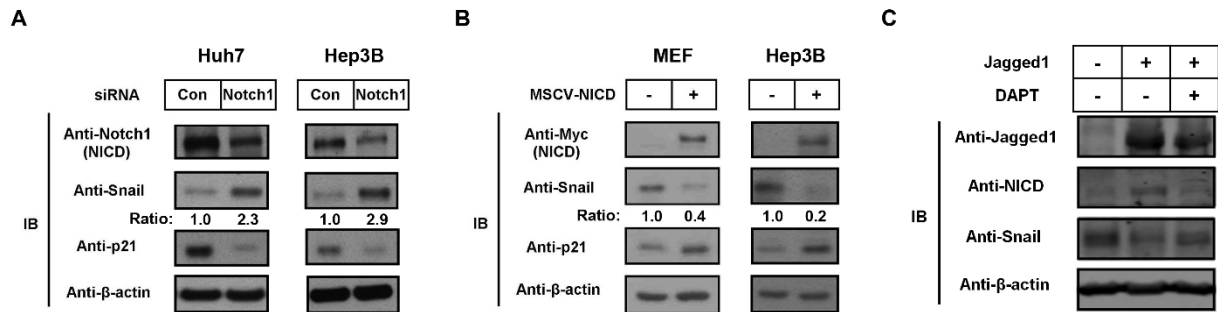 A
Huh7 Hep3B
siRNA Con Notch1 Con Notch1
Anti-Notch1
(NICD)
Anti-Snail
Ratio: 1.0 2.3 1.0 2.9
Anti-p21
Anti-β-actin
IB
B
MEF Hep3B
MSCV-NICD - + - +
Anti-Myc
(NICD)
Anti-Snail
Ratio: 1.0 0.4 1.0 0.2
Anti-p21
Anti-β-actin
IB
C
Jagged1 - + +
DAPT - - +
Anti-Jagged1
Anti-NICD
Anti-Snail
Anti-β-actin
IB